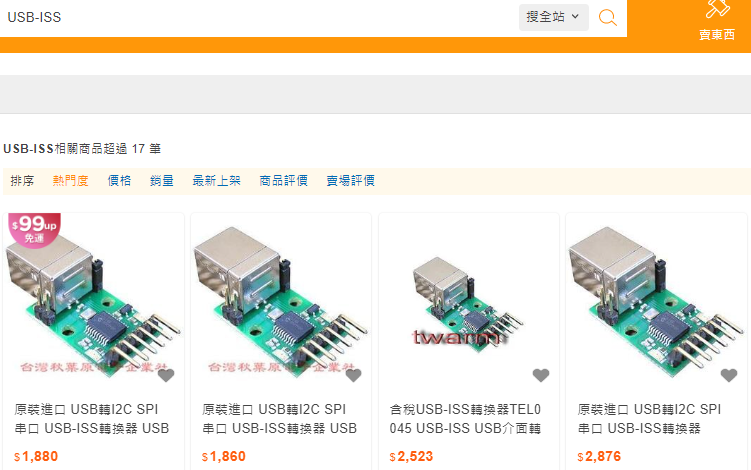 USB-ISS
搜全站
賣東西
USB-ISS相關商品超過 17 筆
排序 熱門度 價格 銷量 最新上架 商品評價 賣場評價
$99up
免運
台灣秋葉原電子企業社
台灣秋葉原電子企業社
twarm
原裝進口 USB轉I2C SPI
串口 USB-ISS轉換器 USB
$1,880
原裝進口 USB轉I2C SPI
串口 USB-ISS轉換器 USB
$1,860
含稅USB-ISS轉換器TEL0
045 USB-ISS USB介面轉
$2,523
原裝進口 USB轉I2C SPI
串口 USB-ISS轉換器
$2,876